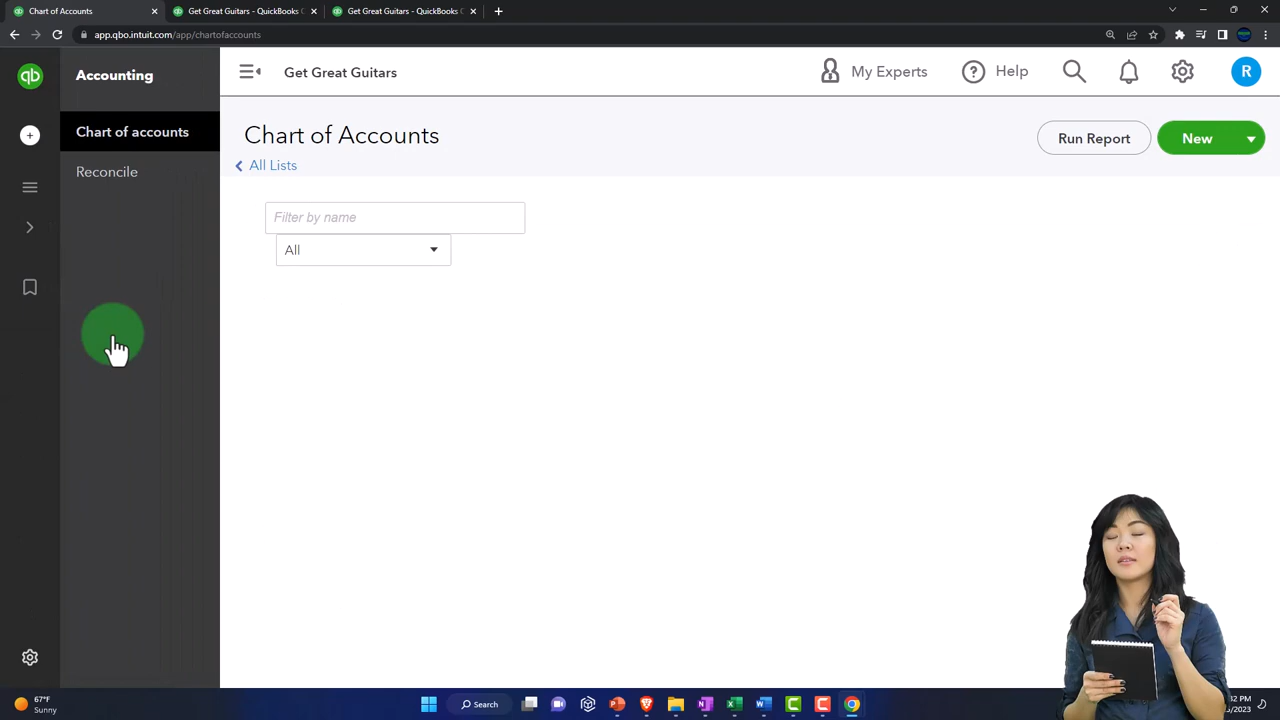 Chart of Accounts
Get Great Guitars - QuickBooks C
Get Great Guitars - QuickBooks C
app.qbo.intuit.com/app/chartofaccounts
qb
Accounting
Get Great Guitars
My Experts
Help
R
Chart of accounts
Reconcile
Chart of Accounts
All Lists
Run Report
New
Filter by name
All
67°F
Sunny
Search